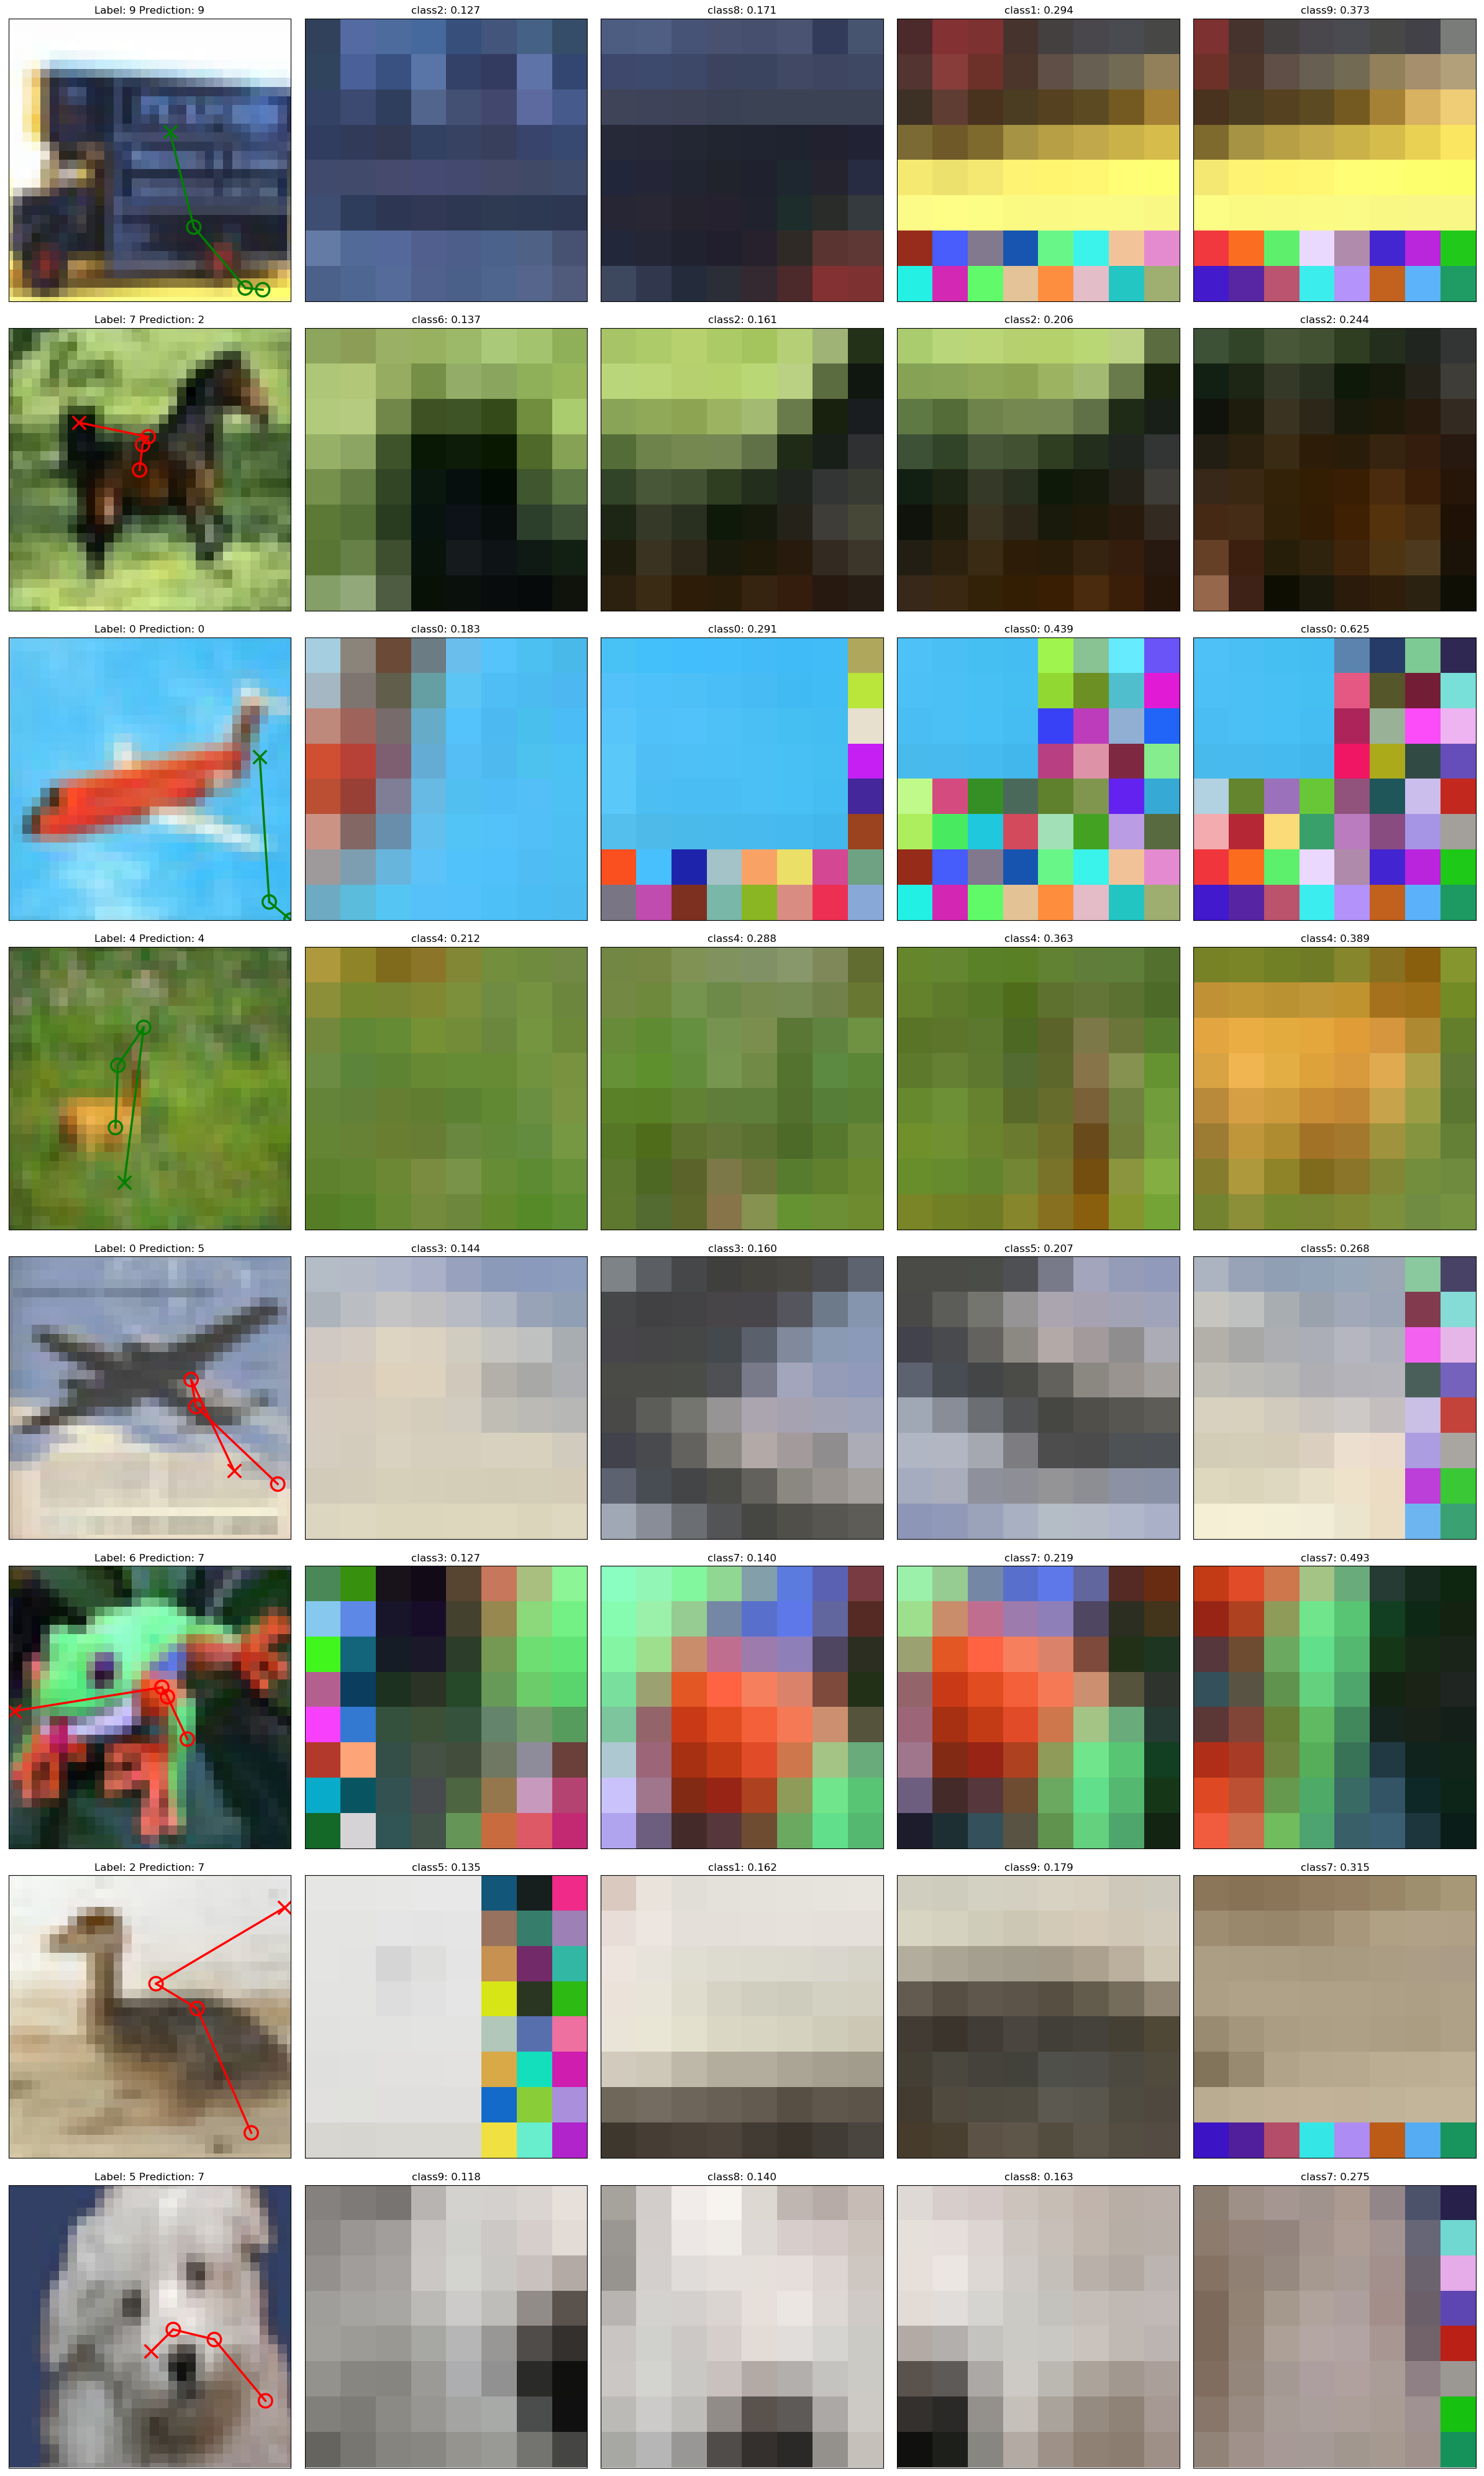 Label: 9 Prediction: 9
class2: 0.127
class8: 0.171
class1: 0.294
class9: 0.373
Label: 7 Prediction: 2
class6: 0.137
class2: 0.161
class2: 0.206
class2: 0.244
Label: 0 Prediction: 0
class0: 0.183
class0: 0.291
class0: 0.439
class0: 0.625
Label: 4 Prediction: 4
class4: 0.212
class4: 0.288
class4: 0.363
class4: 0.389
Label: 0 Prediction: 5
class3: 0.144
class3: 0.160
class5: 0.207
class5: 0.268
Label: 6 Prediction: 7
class3: 0.127
class7: 0.140
class7: 0.219
class7: 0.493
Label: 2 Prediction: 7
class5: 0.135
class1: 0.162
class9: 0.179
class7: 0.315
Label: 5 Prediction: 7
class9: 0.118
class8: 0.140
class8: 0.163
class7: 0.275